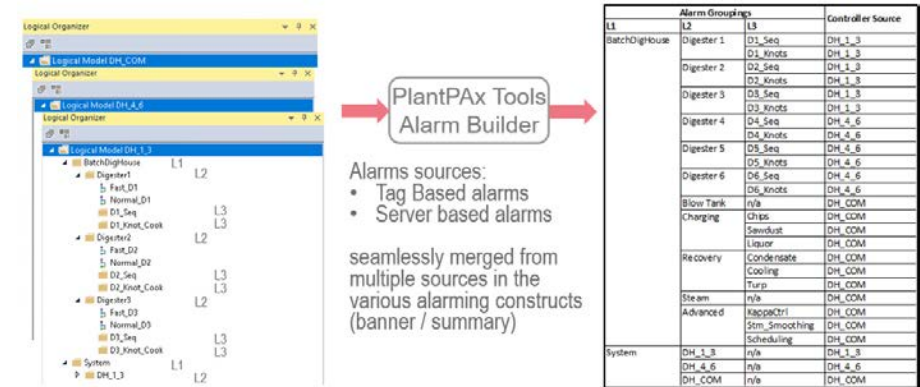 Logical Organizer
Logical Model DH_COM
Logical Organizer
Logical Model DH_4_6
Logical Organizer
Logical Model DH_1_3
BatchDigHouse L1
Digester1 L2
Fast_D1
Normal_D1
D1_Seq L3
D1_Knot_Cook L3
Digester2 L2
Fast_D2
Normal_D2
D2_Seq L3
D2_Knot_Cook L3
Digester3 L2
Fast_D3
Normal_D3
D3_Seq L3
D3_Knot_Cook L3
System L1
DH_1_3 L2
PlantPAx Tools
Alarm Builder
Alarms sources:
• Tag Based alarms
• Server based alarms
seamlessly merged from
multiple sources in the
various alarming constructs
(banner / summary)
Alarm Groupings Controller Source
L1 L2 L3
BatchDigHouse Digester 1 D1_Seq DH_1_3
D1_Knots DH_1_3
Digester 2 D2_Seq DH_1_3
D2_Knots DH_1_3
Digester 3 D3_Seq DH_1_3
D3_Knots DH_1_3
Digester 4 D4_Seq DH_4_6
D4_Knots DH_4_6
Digester 5 D5_Seq DH_4_6
D5_Knots DH_4_6
Digester 6 D6_Seq DH_4_6
D6_Knots DH_4_6
Blow Tank n/a DH_COM
Charging Chips DH_COM
Sawdust DH_COM
Liquor DH_COM
Recovery Condensate DH_COM
Cooling DH_COM
Turp DH_COM
Steam n/a DH_COM
Advanced KappaCtrl DH_COM
Stm_Smoothing DH_COM
Scheduling DH_COM
System DH_1_3 n/a DH_1_3
DH_4_6 n/a DH_4_6
DH_COM n/a DH_COM